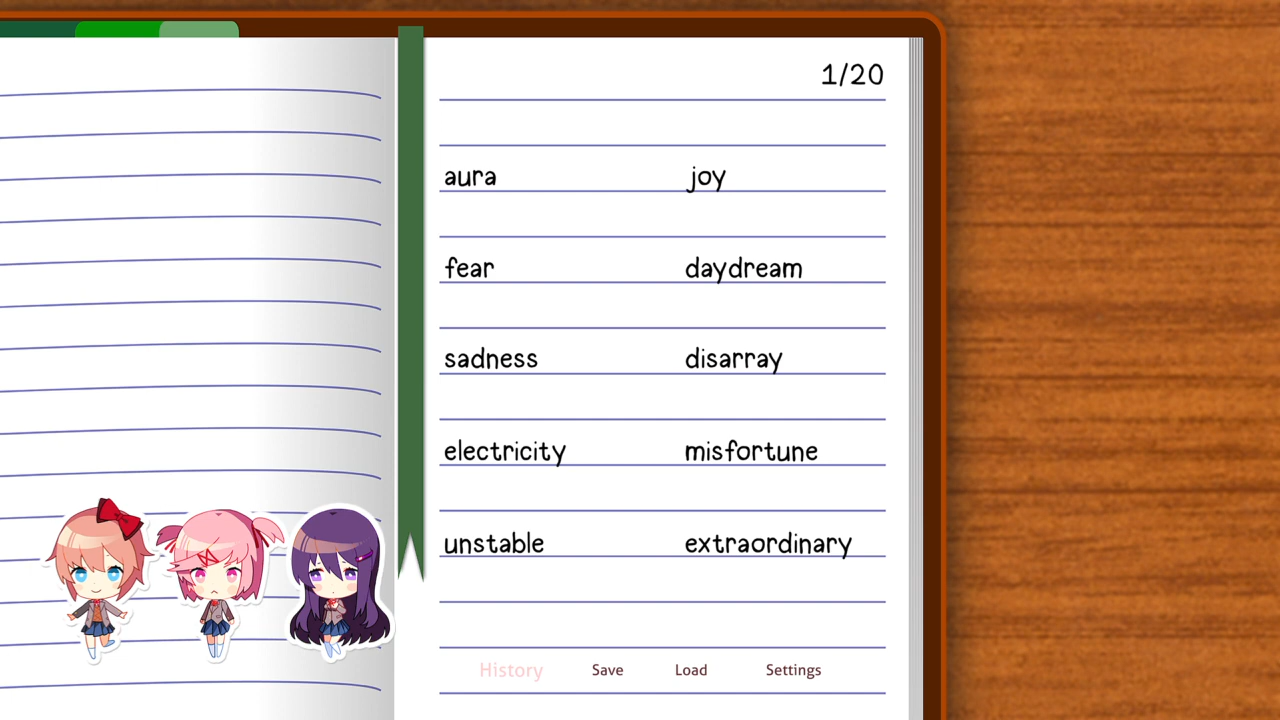 1/20
aura joy
fear daydream
sadness disarray
electricity misfortune
unstable extraordinary
History Save Load Settings